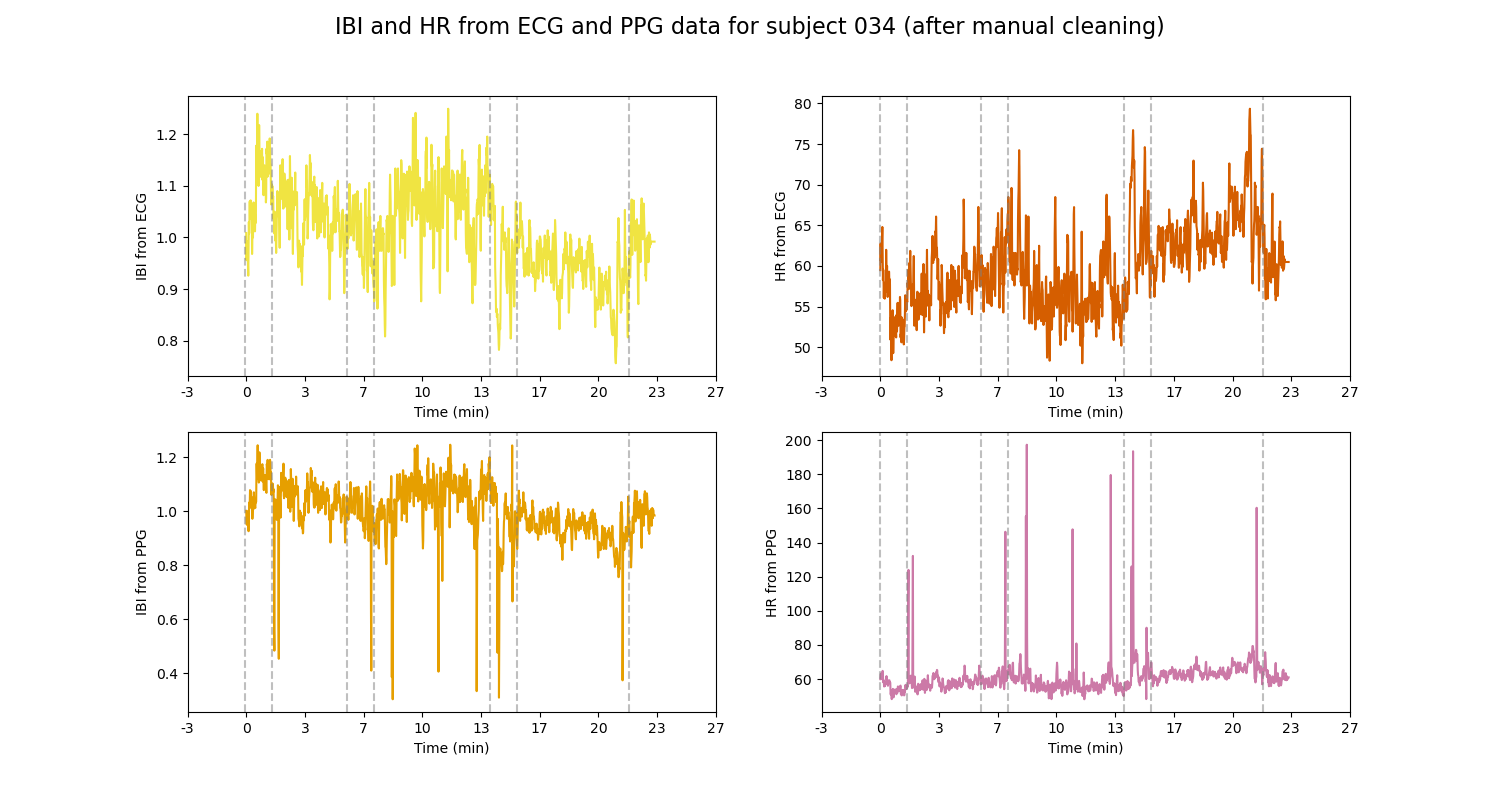 IBI and HR from ECG and PPG data for subject 034 (after manual cleaning)
IBI from ECG
1.2
1.1
1.0
0.9
0.8
-3 0 3 7 10 13 17 20 23 27
Time (min)
HR from ECG
80
75
70
65
60
55
50
-3 0 3 7 10 13 17 20 23 27
Time (min)
IBI from PPG
1.2
1.0
0.8
0.6
0.4
-3 0 3 7 10 13 17 20 23 27
Time (min)
HR from PPG
200
180
160
140
120
100
80
60
-3 0 3 7 10 13 17 20 23 27
Time (min)